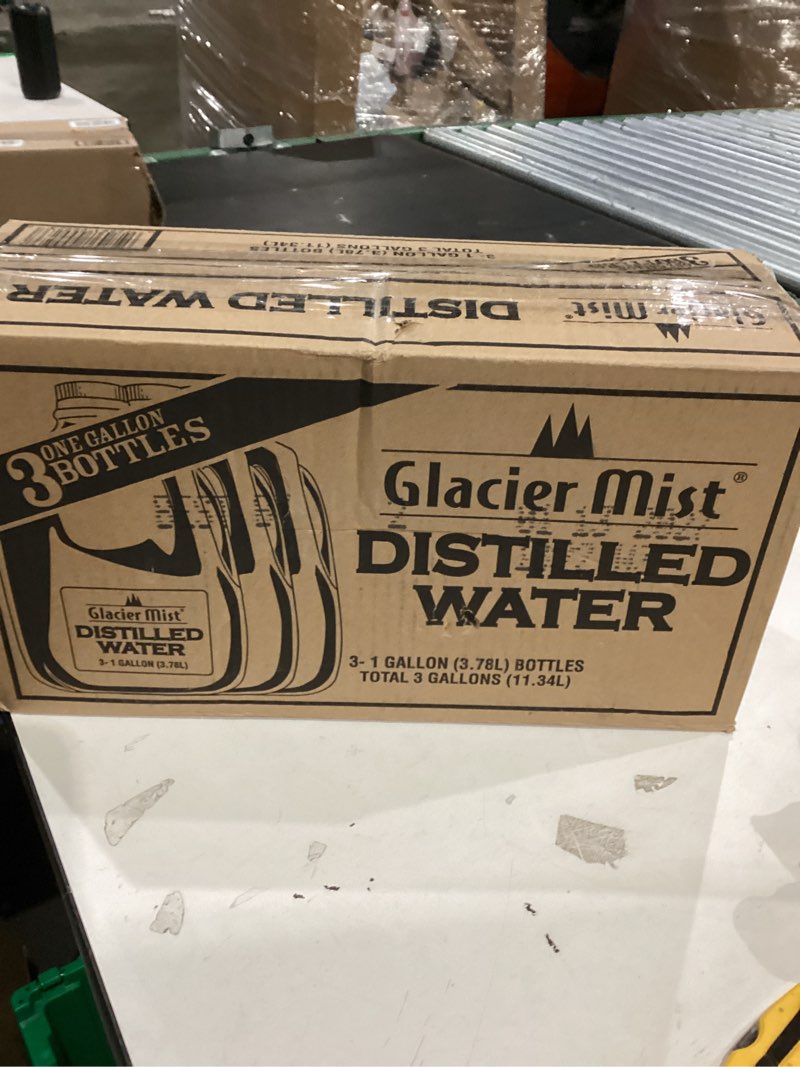 3-1 GALLON (3.78L) BOTTLES
TOTAL 3 GALLONS (11.34L)
Glacier Mist®
DISTILLED WATER
3 ONE GALLON
BOTTLES
Glacier Mist®
DISTILLED
WATER
3- 1 GALLON (3.78L) BOTTLES
TOTAL 3 GALLONS (11.34L)
Glacier Mist®
DISTILLED
WATER
3- 1 GALLON (3.78L)